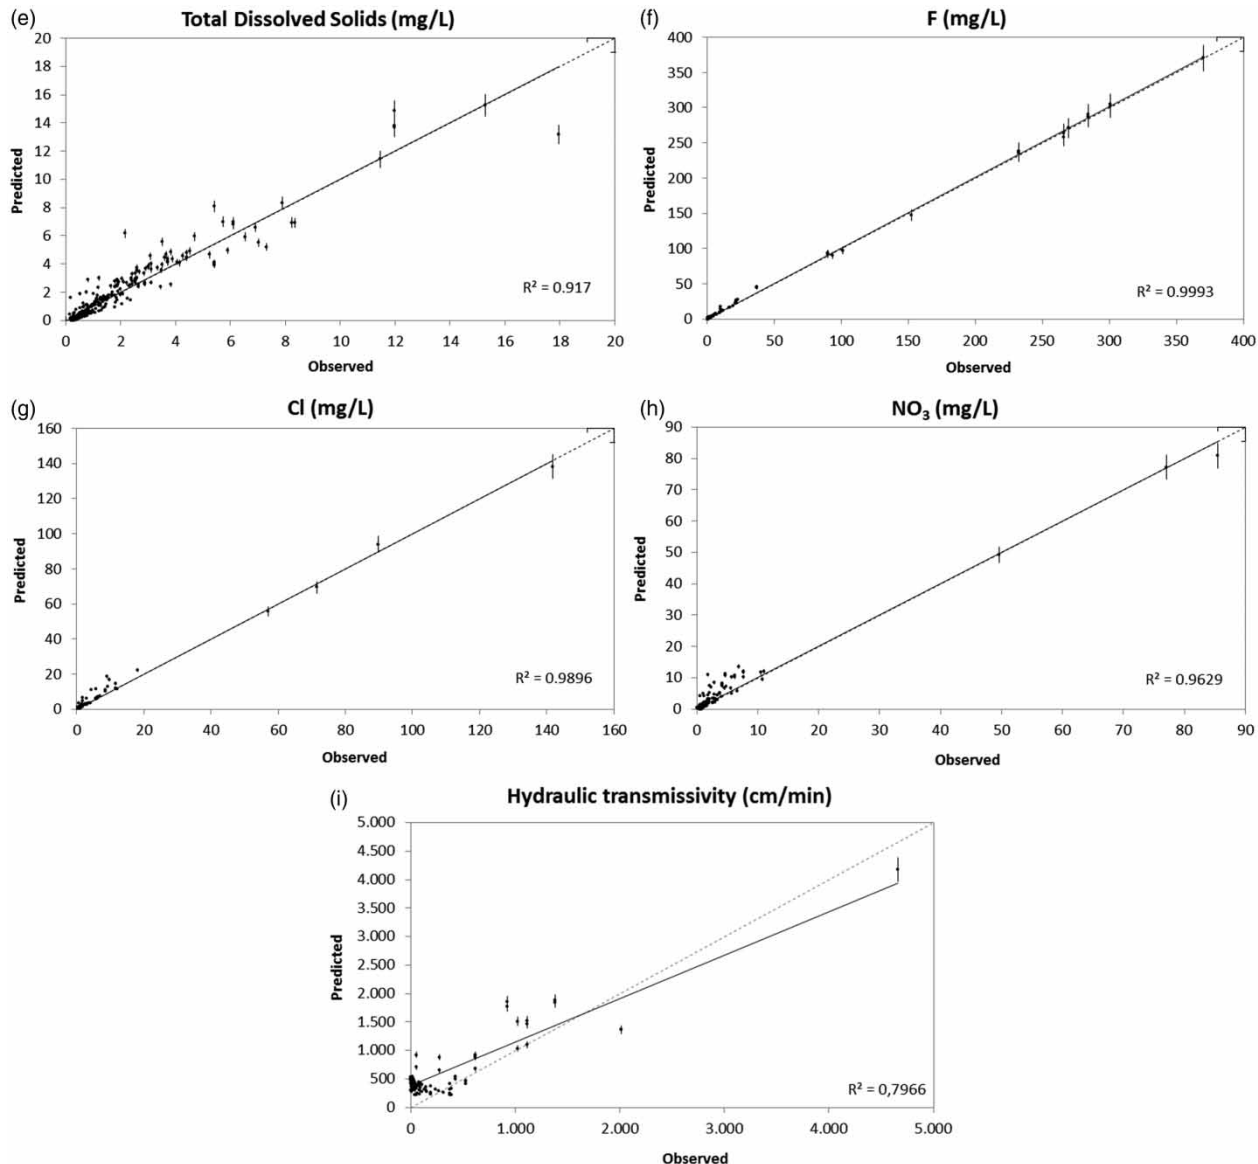 (e)
Total Dissolved Solids (mg/L)
20
18
16
14
12
10
8
6
4
2
0
Predicted
R² = 0.917
0 2 4 6 8 10 12 14 16 18 20
Observed
(f)
F (mg/L)
400
350
300
250
200
150
100
50
0
Predicted
R² = 0.9993
0 50 100 150 200 250 300 350 400
Observed
(g)
Cl (mg/L)
160
140
120
100
80
60
40
20
0
Predicted
R² = 0.9896
0 20 40 60 80 100 120 140 160
Observed
(h)
NO₃ (mg/L)
90
80
70
60
50
40
30
20
10
0
Predicted
R² = 0.9629
0 10 20 30 40 50 60 70 80 90
Observed
(i)
Hydraulic transmissivity (cm/min)
5.000
4.500
4.000
3.500
3.000
2.500
2.000
1.500
1.000
500
0
Predicted
R² = 0,7966
0 1.000 2.000 3.000 4.000 5.000
Observed